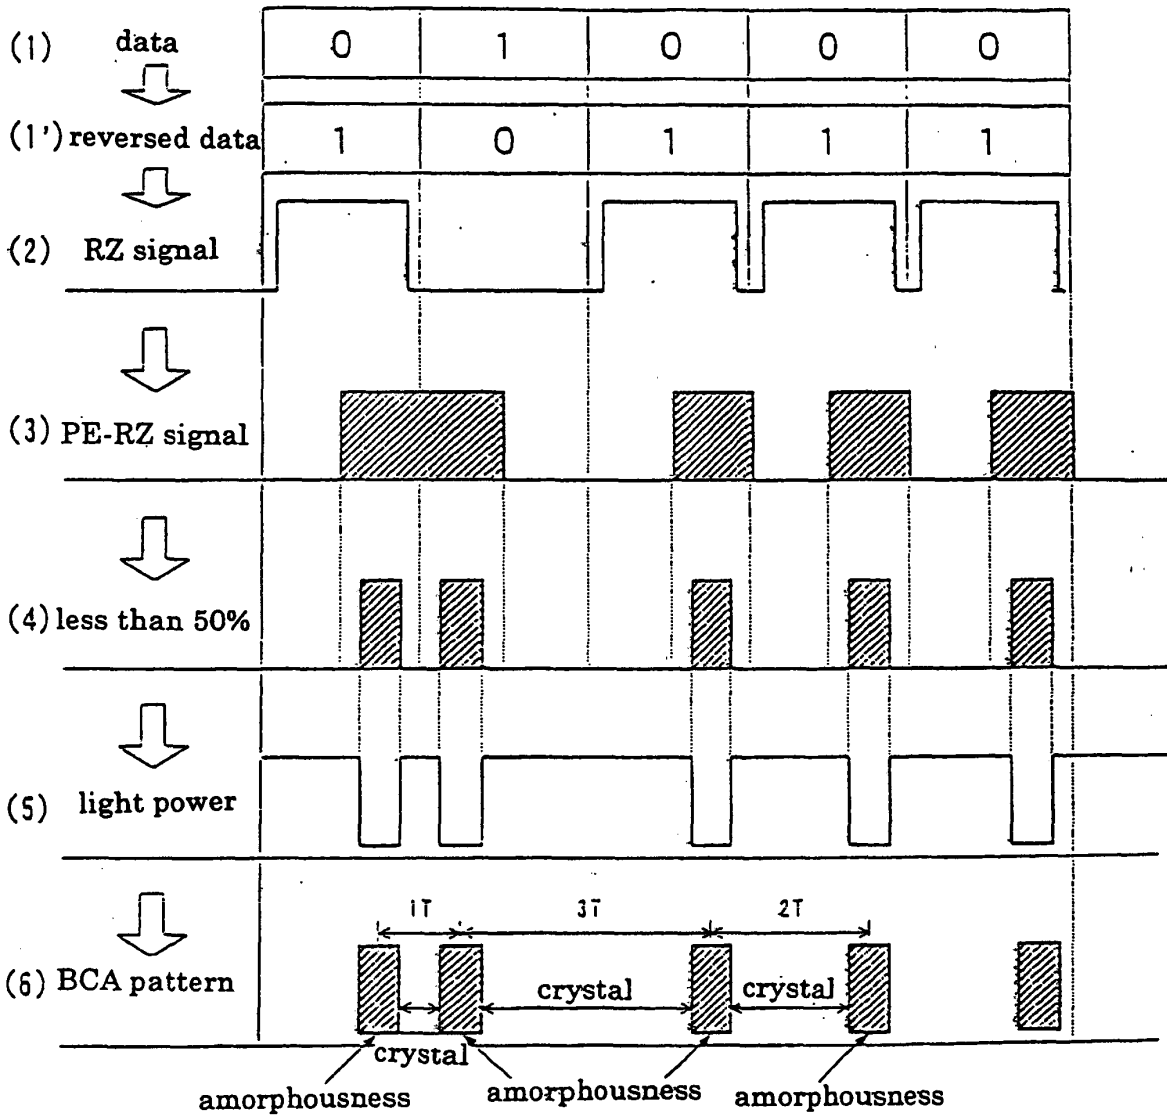 (1) data 0 1 0 0 0
(1') reversed data 1 0 1 1 1
(2) RZ signal
(3) PE-RZ signal
(4) less than 50%
(5) light power
1T 3T 2T
(6) BCA pattern
crystal crystal
crystal
amorphousness amorphousness amorphousness